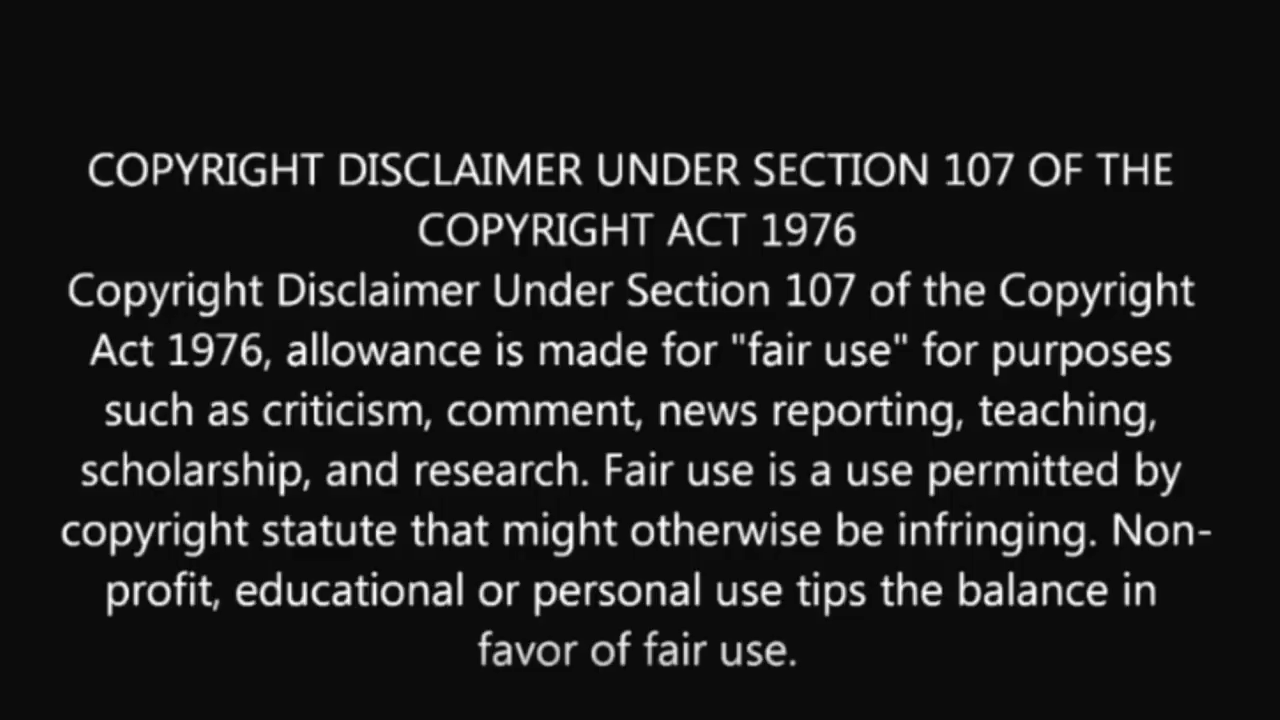 COPYRIGHT DISCLAIMER UNDER SECTION 107 OF THE
COPYRIGHT ACT 1976
Copyright Disclaimer Under Section 107 of the Copyright
Act 1976, allowance is made for "fair use" for purposes
such as criticism, comment, news reporting, teaching,
scholarship, and research. Fair use is a use permitted by
copyright statute that might otherwise be infringing. Non-
profit, educational or personal use tips the balance in
favor of fair use.